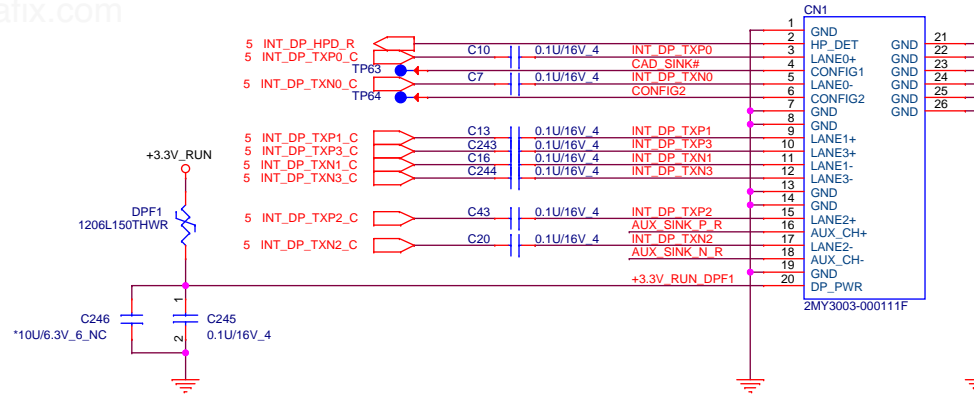 afix.com
CN1
1 GND
5 INT_DP_HPD_R 2 HP_DET GND 21
5 INT_DP_TXP0_C C10 0.1U/16V_4 INT_DP_TXP0 3 LANE0+ GND 22
TP63 CAD_SINK# 4 CONFIG1 GND 23
5 INT_DP_TXN0_C C7 0.1U/16V_4 INT_DP_TXN0 5 LANE0- GND 24
TP64 CONFIG2 6 CONFIG2 GND 25
7 GND GND 26
8 GND
5 INT_DP_TXP1_C C13 0.1U/16V_4 INT_DP_TXP1 9 LANE1+
5 INT_DP_TXP3_C C243 0.1U/16V_4 INT_DP_TXP3 10 LANE3+
5 INT_DP_TXN1_C C16 0.1U/16V_4 INT_DP_TXN1 11 LANE1-
5 INT_DP_TXN3_C C244 0.1U/16V_4 INT_DP_TXN3 12 LANE3-
13 GND
14 GND
5 INT_DP_TXP2_C C43 0.1U/16V_4 INT_DP_TXP2 15 LANE2+
AUX_SINK_P_R 16 AUX_CH+
5 INT_DP_TXN2_C C20 0.1U/16V_4 INT_DP_TXN2 17 LANE2-
AUX_SINK_N_R 18 AUX_CH-
19 GND
+3.3V_RUN_DPF1 20 DP_PWR
2MY3003-000111F
+3.3V_RUN
DPF1
1206L150THWR
C246
*10U/6.3V_6_NC
1
2
C245
0.1U/16V_4